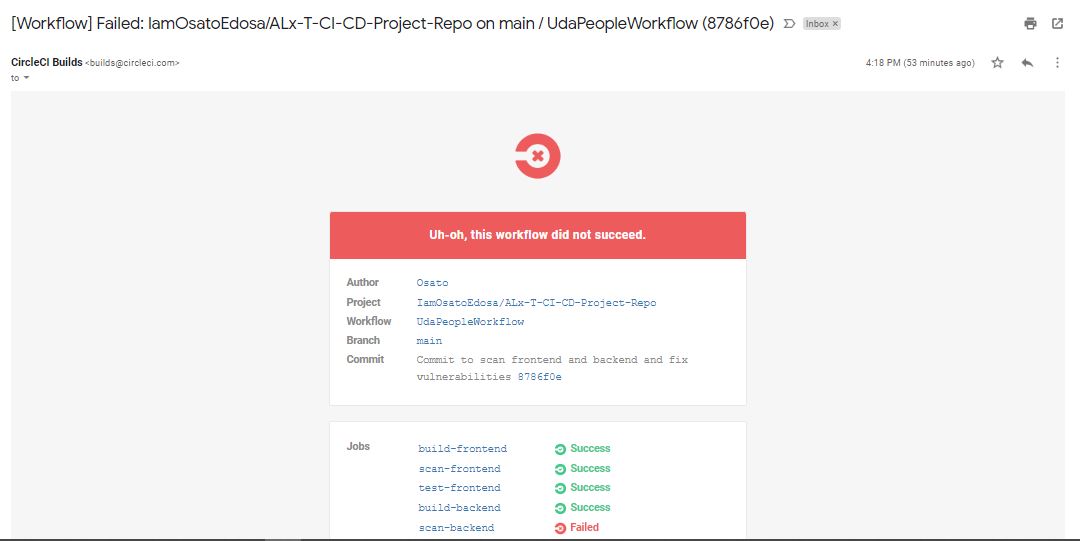 [Workflow] Failed: IamOsatoEdosa/ALx-T-CI-CD-Project-Repo on main / UdaPeopleWorkflow (8786f0e) Inbox ×
CircleCI Builds <builds@circleci.com> 4:18 PM (53 minutes ago)
to
Uh-oh, this workflow did not succeed.
Author Osato
Project IamOsatoEdosa/ALx-T-CI-CD-Project-Repo
Workflow UdaPeopleWorkflow
Branch main
Commit Commit to scan frontend and backend and fix
vulnerabilities 8786f0e
Jobs build-frontend Success
scan-frontend Success
test-frontend Success
build-backend Success
scan-backend Failed